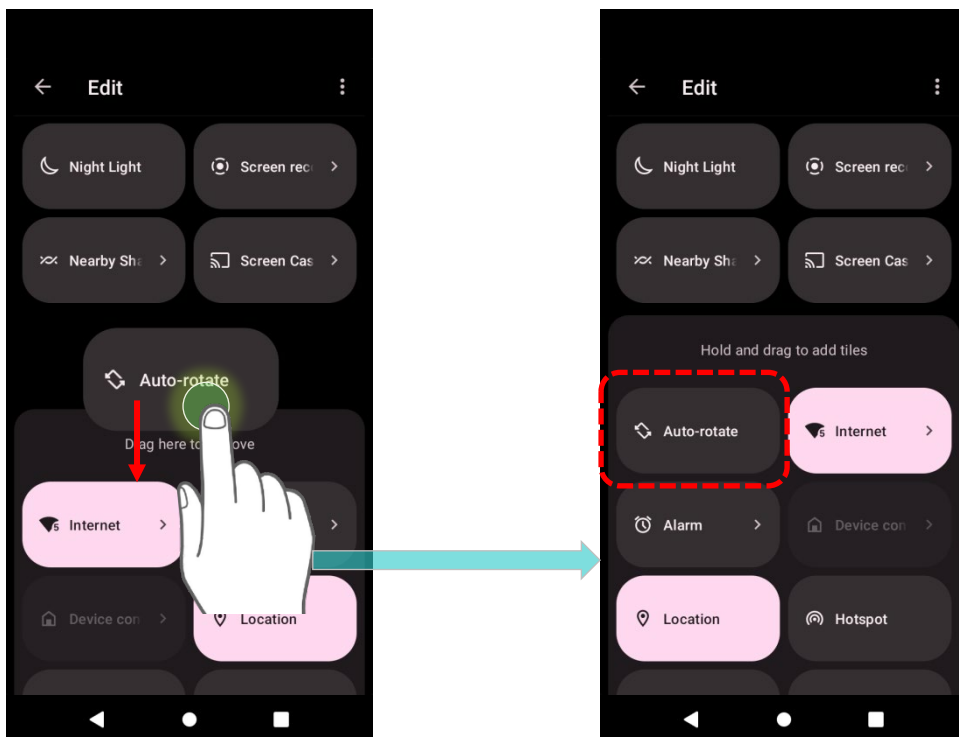 Edit
Night Light
Screen rec
Nearby Sha
Screen Cas
Auto-rotate
Drag here to remove
5 Internet
Device con
Location
Edit
Night Light
Screen rec
Nearby Sha
Screen Cas
Hold and drag to add tiles
Auto-rotate
5 Internet
Alarm
Device con
Location
Hotspot